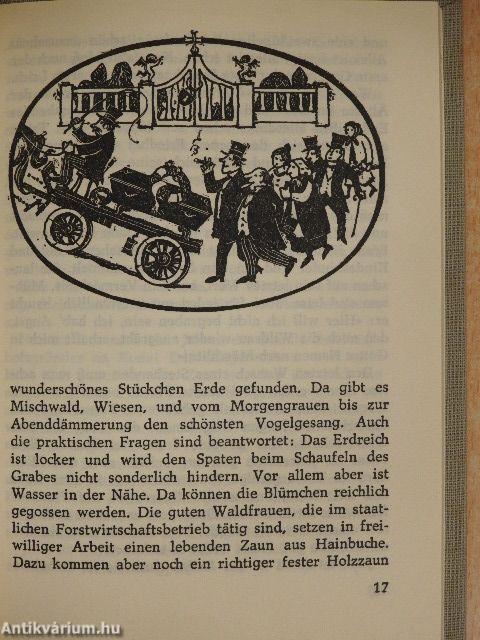 wunderschönes Stückchen Erde gefunden. Da gibt es
Mischwald, Wiesen, und vom Morgengrauen bis zur
Abenddämmerung den schönsten Vogelgesang. Auch
die praktischen Fragen sind beantwortet: Das Erdreich
ist locker und wird den Spaten beim Schaufeln des
Grabes nicht sonderlich hindern. Vor allem aber ist
Wasser in der Nähe. Da können die Blümchen reichlich
gegossen werden. Die guten Waldfrauen, die im staat-
lichen Forstwirtschaftsbetrieb tätig sind, setzen in frei-
williger Arbeit einen lebenden Zaun aus Hainbuche.
Dazu kommen aber noch ein richtiger fester Holzzaun
17
Antikvárium.hu